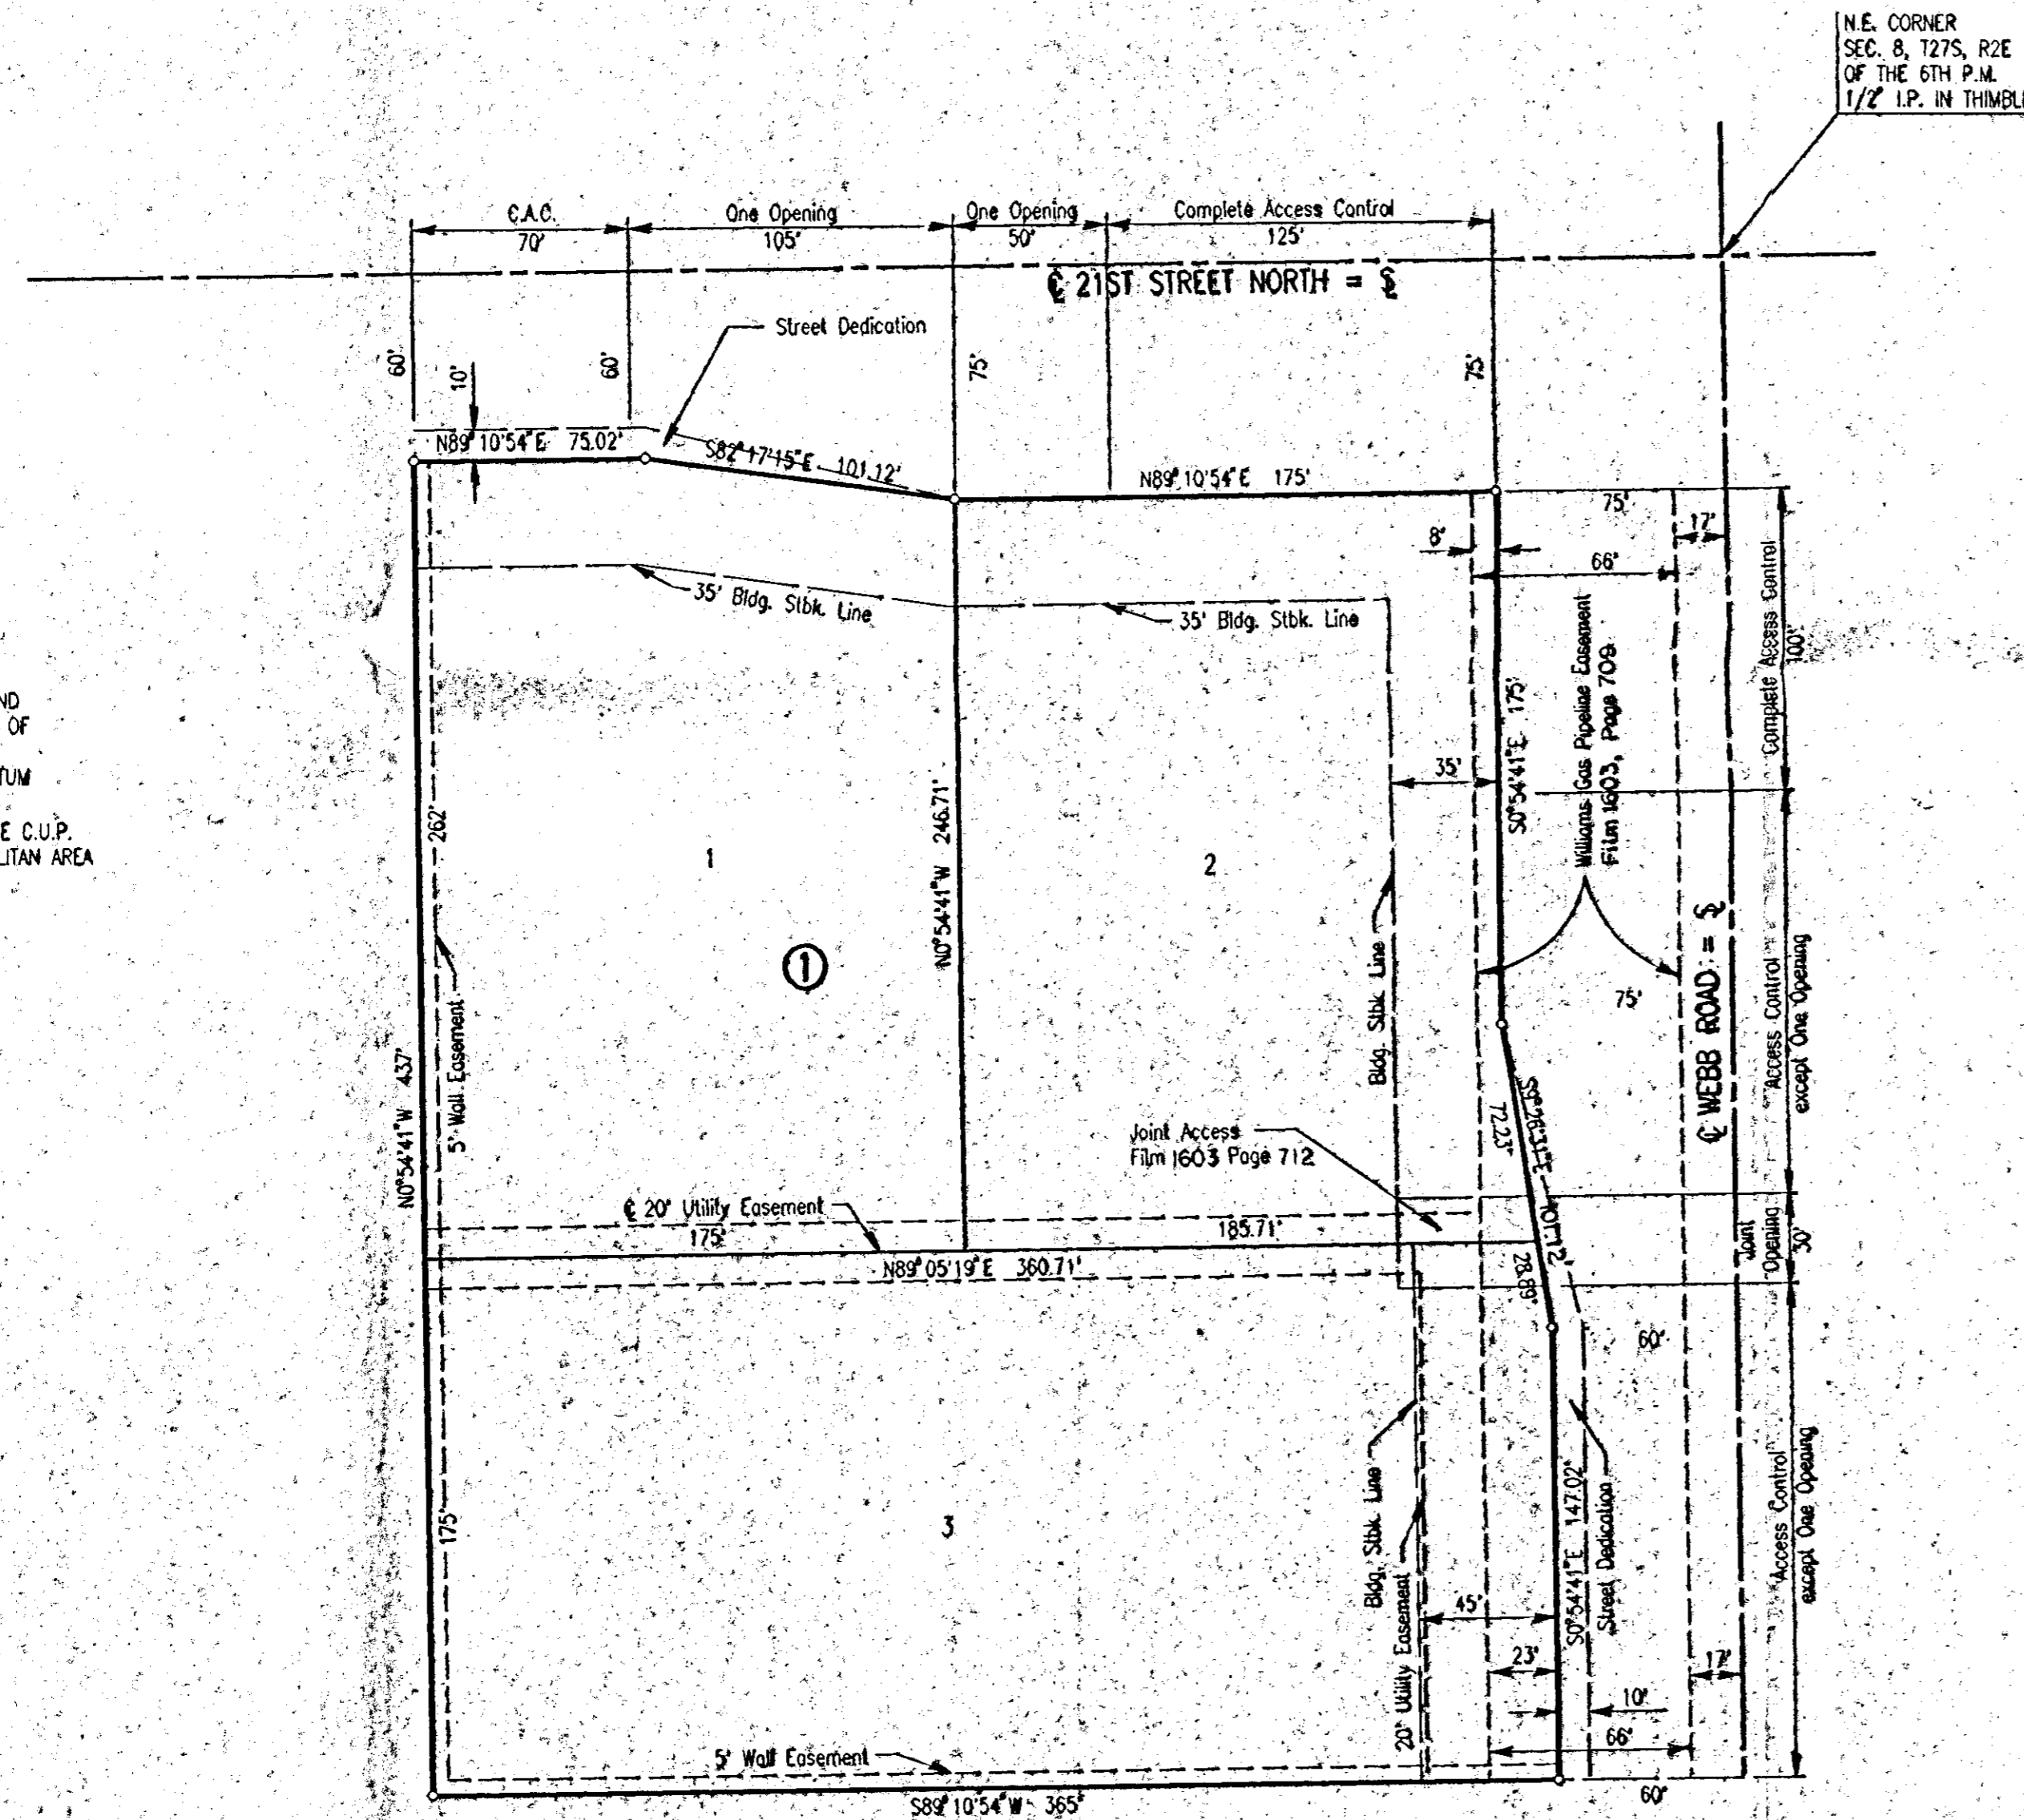 N.E. CORNER
SEC. 8, T27S, R2E
OF THE 6TH P.M.
1/2" I.P. IN THIMBLE
C.A.C.
70'
One Opening
105'
One Opening
50'
Complete Access Control
125'
℄ 21ST STREET NORTH = §
Street Dedication
60'
10'
60'
75'
75'
N89°10'54"E 75.02'
S82°17'15"E 101.12'
N89°10'54"E 175'
75'
17'
8'
66'
35' Bldg. Stbk. Line
35' Bldg. Stbk. Line
Complete Access Control
100'
Williams Gas Pipeline Easement
Film 1603, Page 709
S0°54'41"E 175'
35'
ND
OF
TUM
E C.U.P.
LITAN AREA
262'
1
N0°54'41"W 246.71'
2
①
Bldg. Stbk. Line
℄ WEBB ROAD = §
75'
Access Control
except One Opening
5' Wall Easement
N0°54'41"W 437'
72.23'
S9°26'31"E 101.12'
Joint Access
Film 1603 Page 712
℄ 20' Utility Easement
175'
185.71'
N89°05'19"E 360.71'
28.89'
Joint
Opening
30'
60'
Bldg. Stbk. Line
20' Utility Easement
175'
3
S0°54'41"E 147.02'
Street Dedication
Access Control
except One Opening
45'
23'
17'
10'
66'
5' Wall Easement
60'
S89°10'54"W 365'